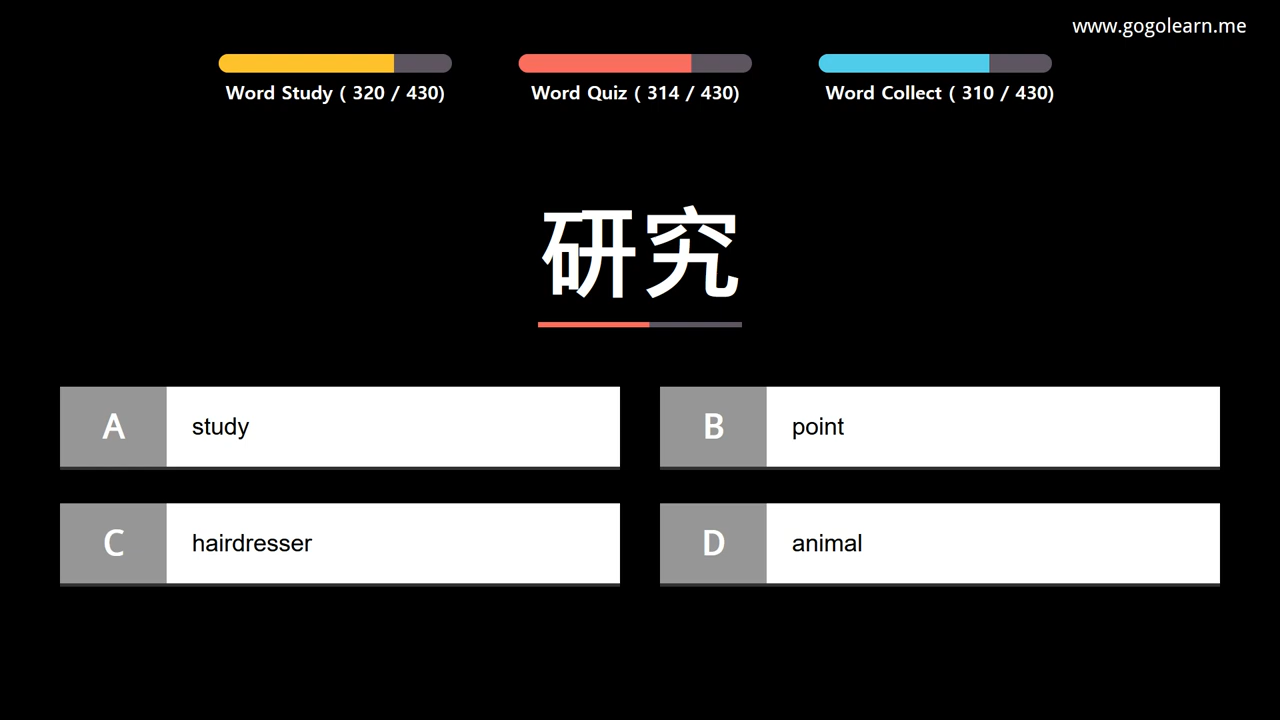 www.gogolearn.me
Word Study ( 320 / 430)
Word Quiz ( 314 / 430)
Word Collect ( 310 / 430)
研究
A study
B point
C hairdresser
D animal